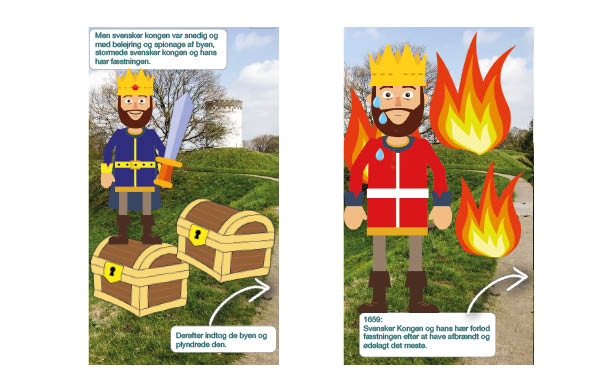 Men svensker kongen var snedig og
med belejring og spionage af byen,
stormede svensker kongen og hans
hær fæstningen.
Derefter indtog de byen og
plyndrede den.
1659:
Svensker Kongen og hans hær forlod
fæstningen efter at have afbrændt og
ødelagt det meste.